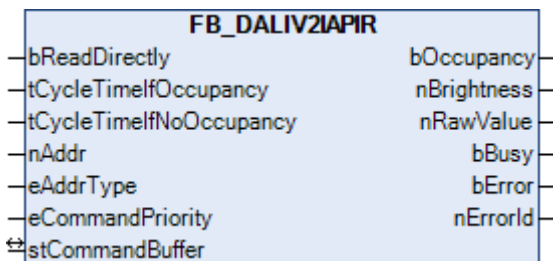 FB_DALIV2IAPIR
bReadDirectly bOccupancy
tCycleTimeIfOccupancy nBrightness
tCycleTimeIfNoOccupancy nRawValue
nAddr bBusy
eAddrType bError
eCommandPriority nErrorId
stCommandBuffer